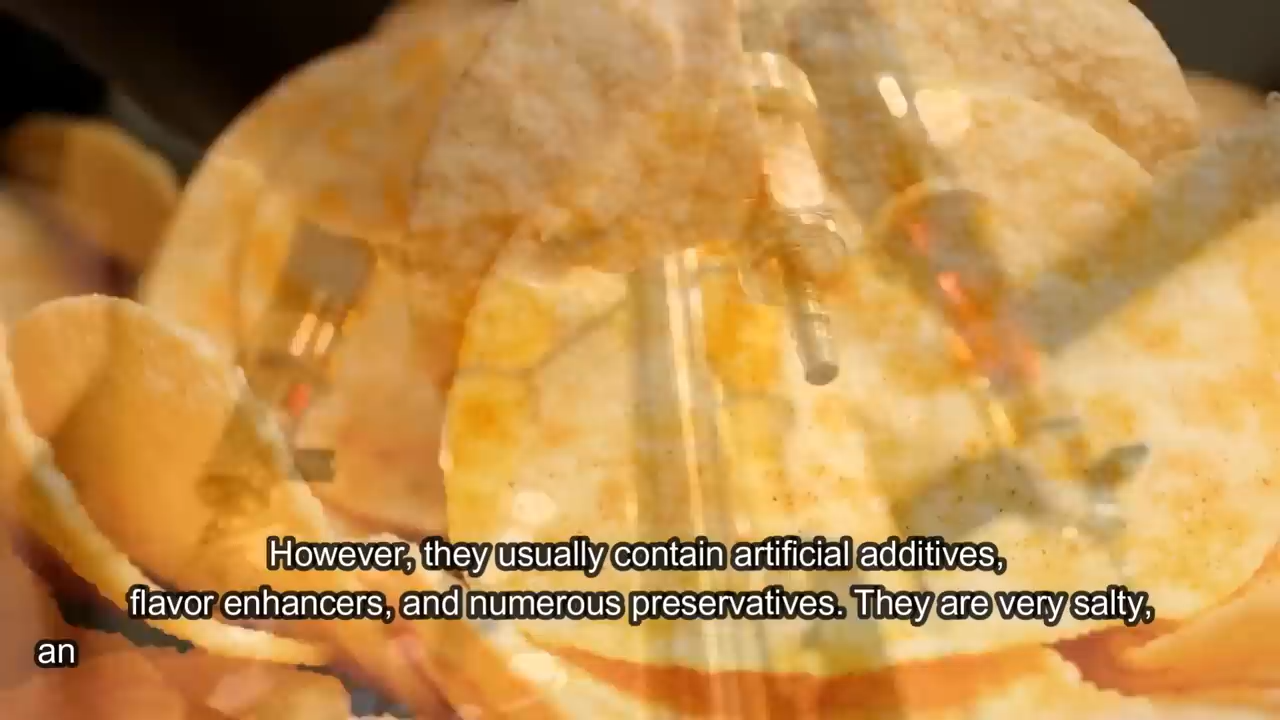 However, they usually contain artificial additives,
flavor enhancers, and numerous preservatives. They are very salty,
an